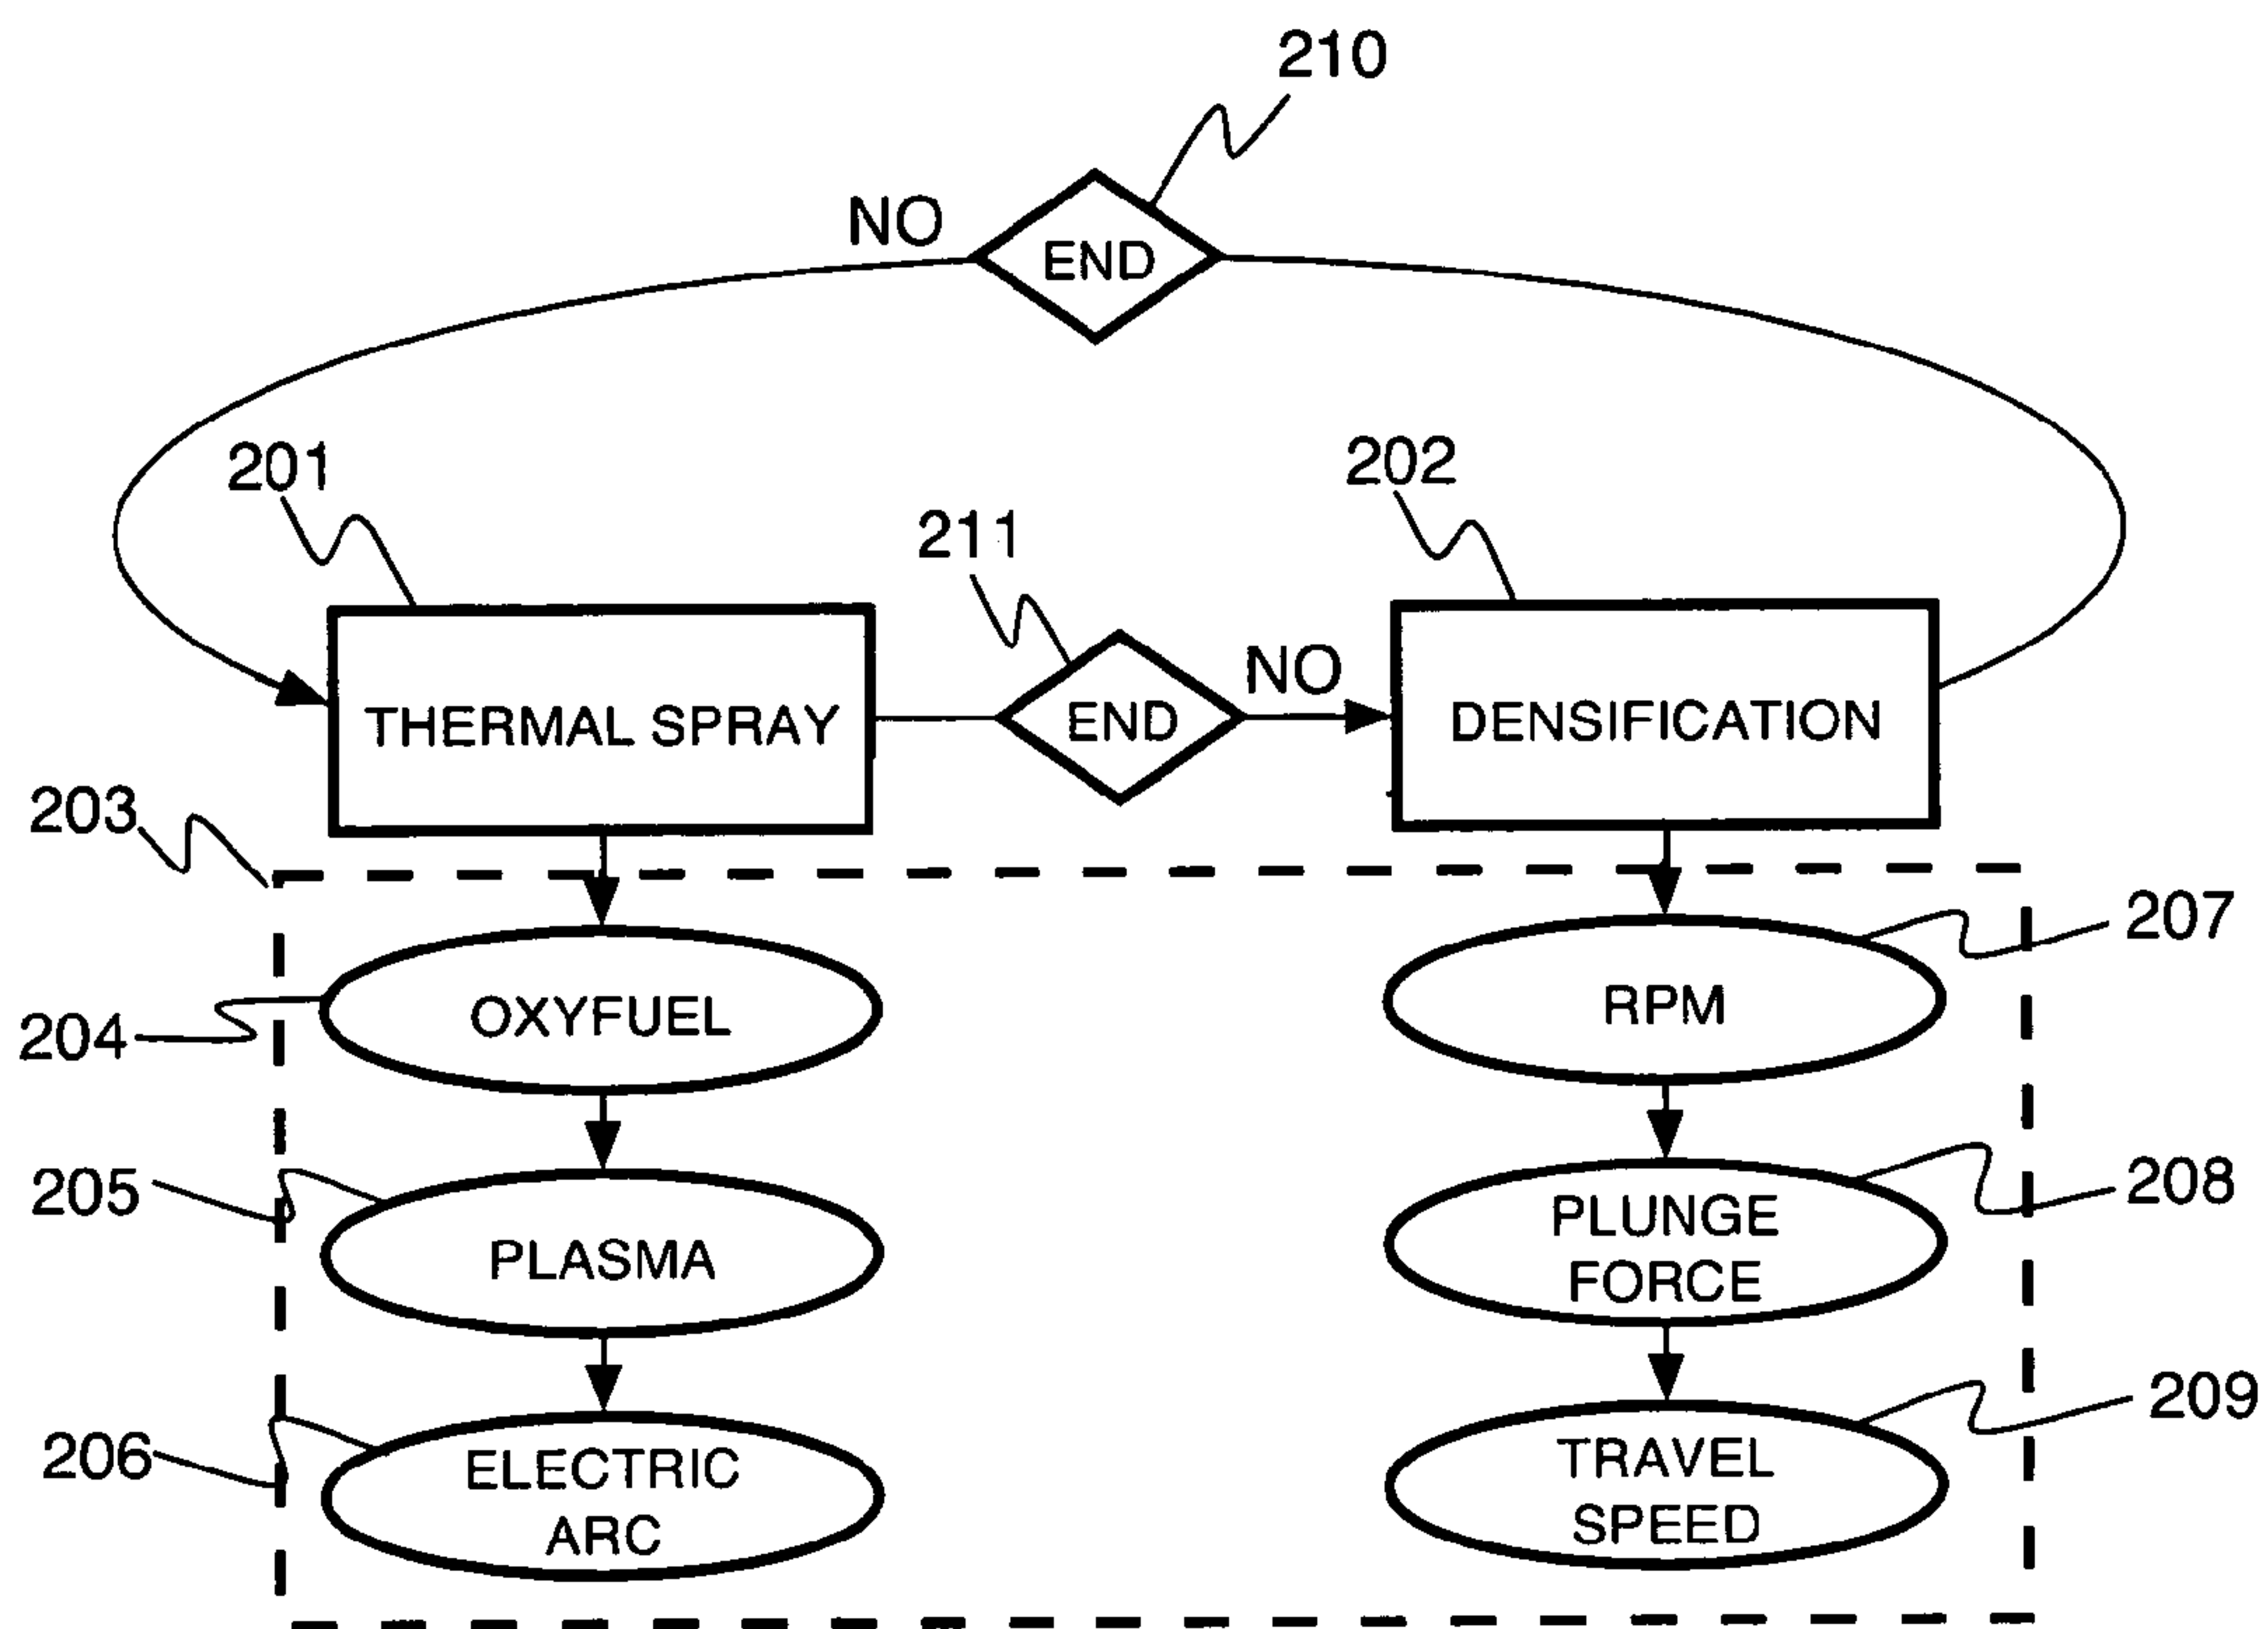 210
NO
END
201
202
211
NO
THERMAL SPRAY
END
DENSIFICATION
203
207
OXYFUEL
RPM
204
205
PLASMA
PLUNGE
FORCE
208
206
ELECTRIC
ARC
TRAVEL
SPEED
209